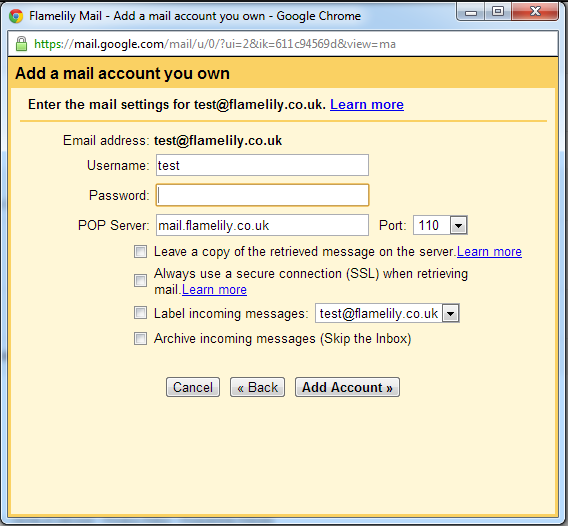 Flamelily Mail - Add a mail account you own - Google Chrome
https://mail.google.com/mail/u/0/?ui=2&ik=611c94569d&view=ma
Add a mail account you own
Enter the mail settings for test@flamelily.co.uk. Learn more
Email address: test@flamelily.co.uk
Username: test
Password:
POP Server: mail.flamelily.co.uk Port: 110
Leave a copy of the retrieved message on the server.Learn more
Always use a secure connection (SSL) when retrieving
mail.Learn more
Label incoming messages: test@flamelily.co.uk
Archive incoming messages (Skip the Inbox)
Cancel « Back Add Account »